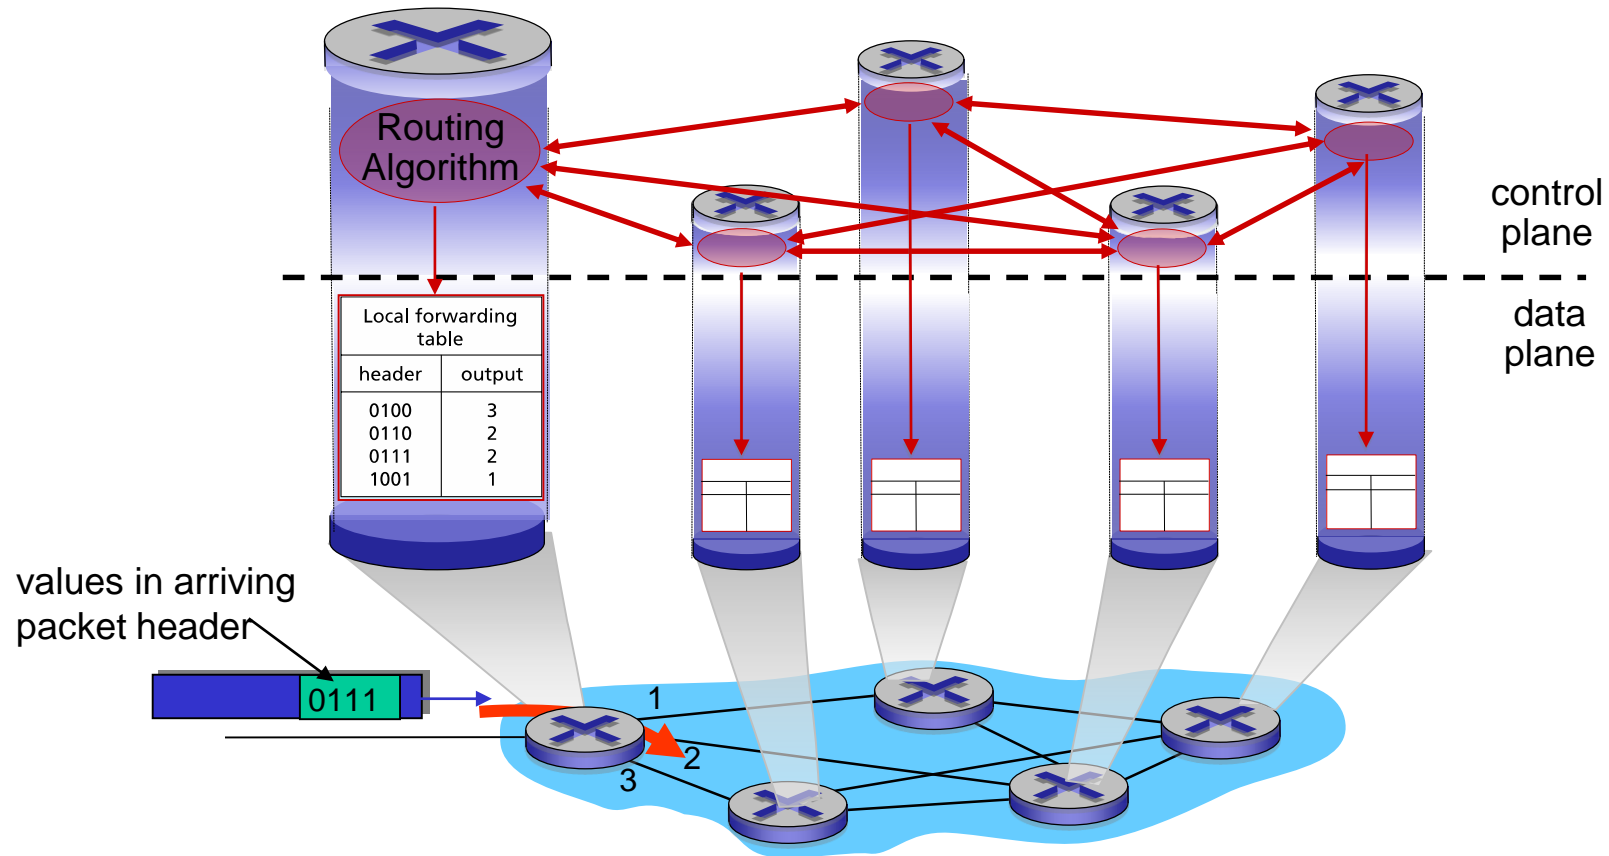 Routing
Algorithm
control
plane
data
plane
Local forwarding
table
header output
0100 3
0110 2
0111 2
1001 1
values in arriving
packet header
0111
1
2
3